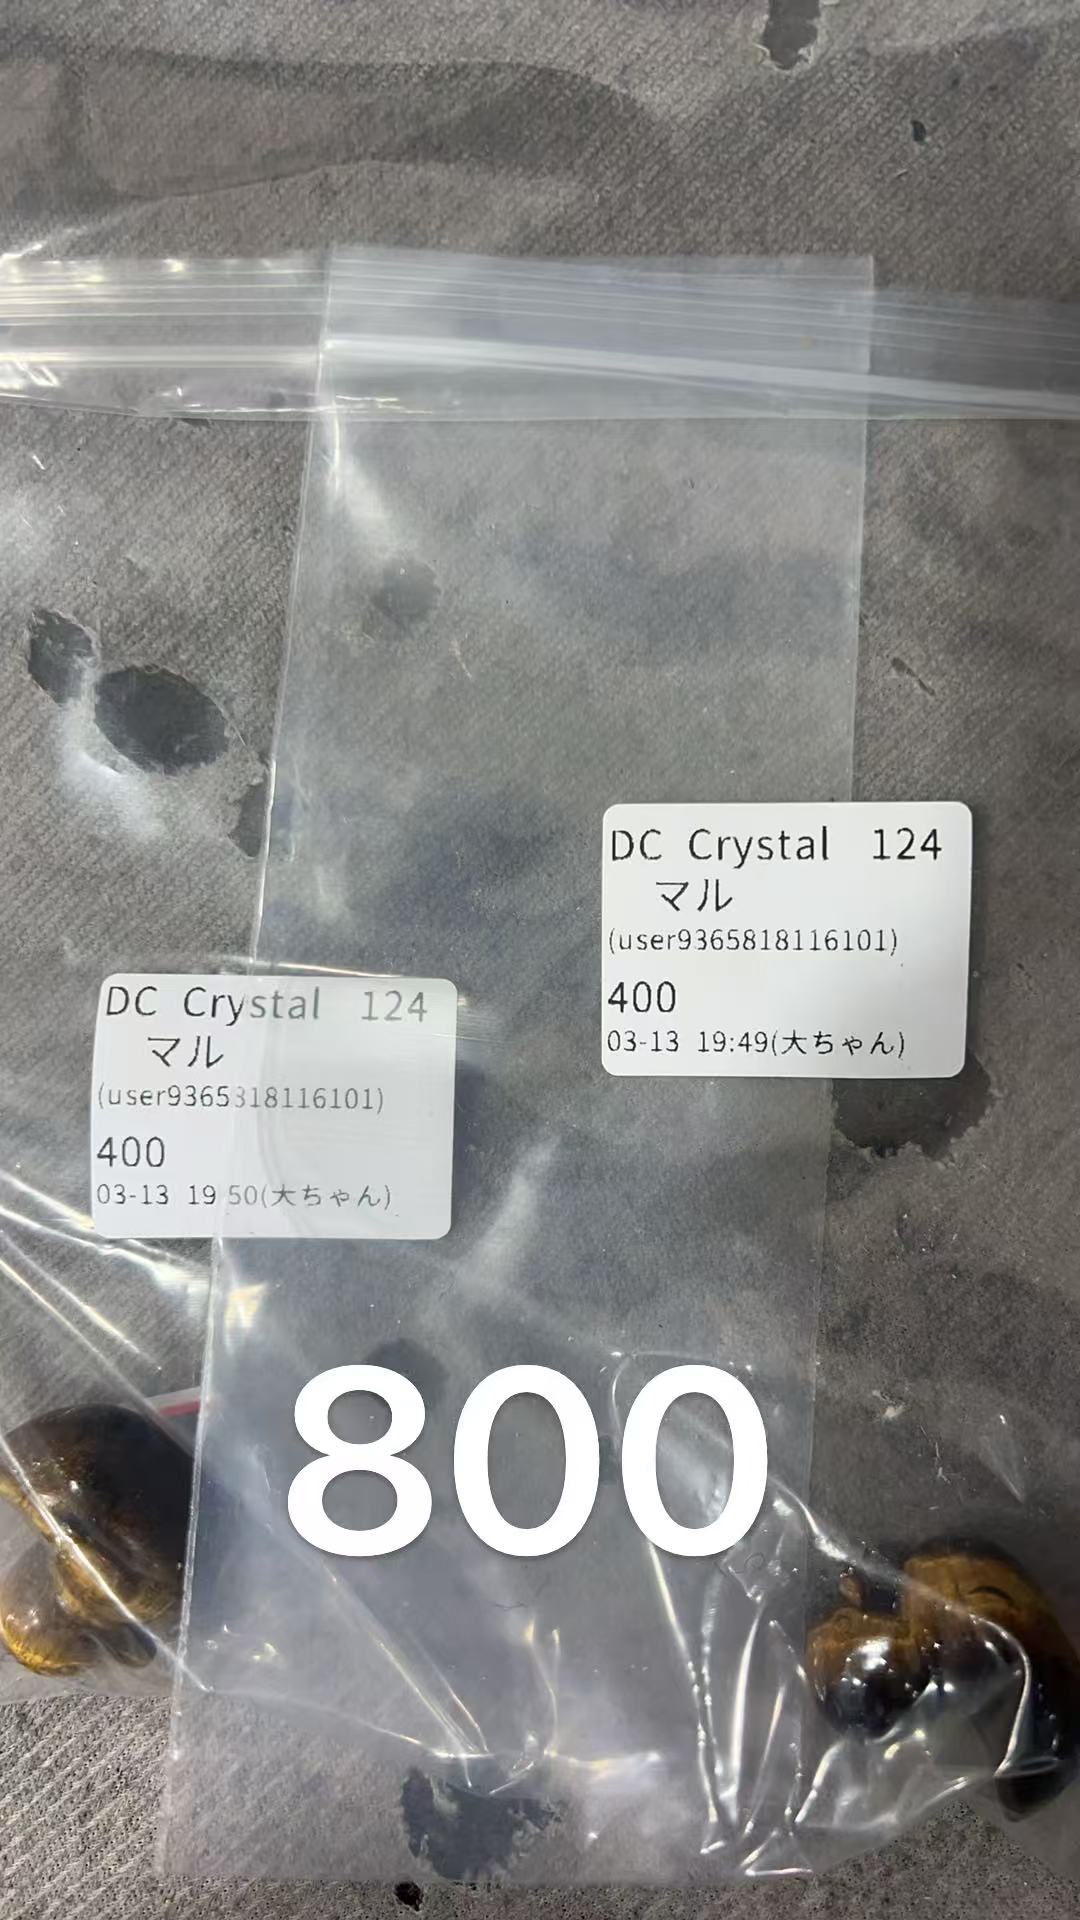 DC Crystal 124
マル
(user9365818116101)
400
03-13 19:49(大ちゃん)
DC Crystal 124
マル
(user9365818116101)
400
03-13 19:50(大ちゃん)
800